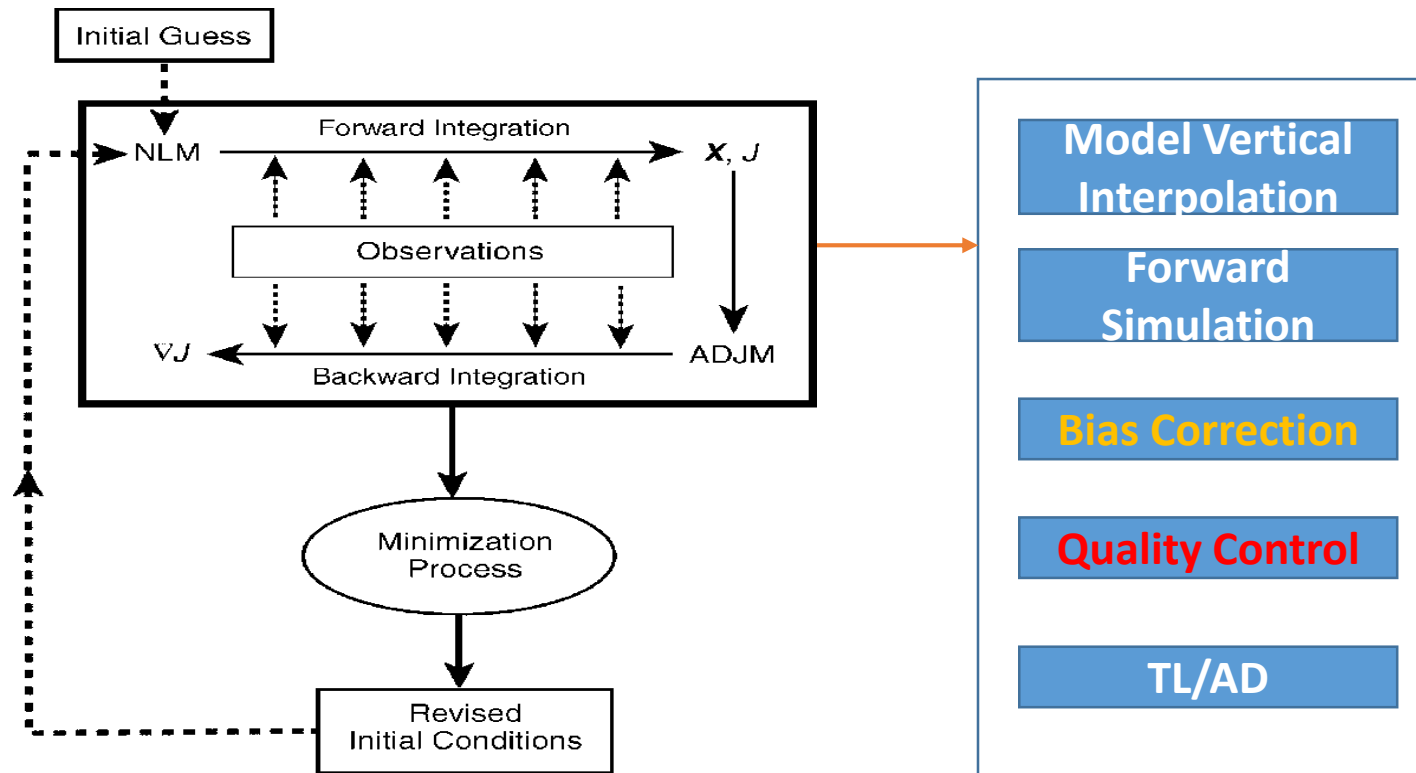 Initial Guess
Forward Integration
NLM
X, J
Observations
∇J
ADJM
Backward Integration
Minimization
Process
Revised
Initial Conditions
Model Vertical
Interpolation
Forward
Simulation
Bias Correction
Quality Control
TL/AD